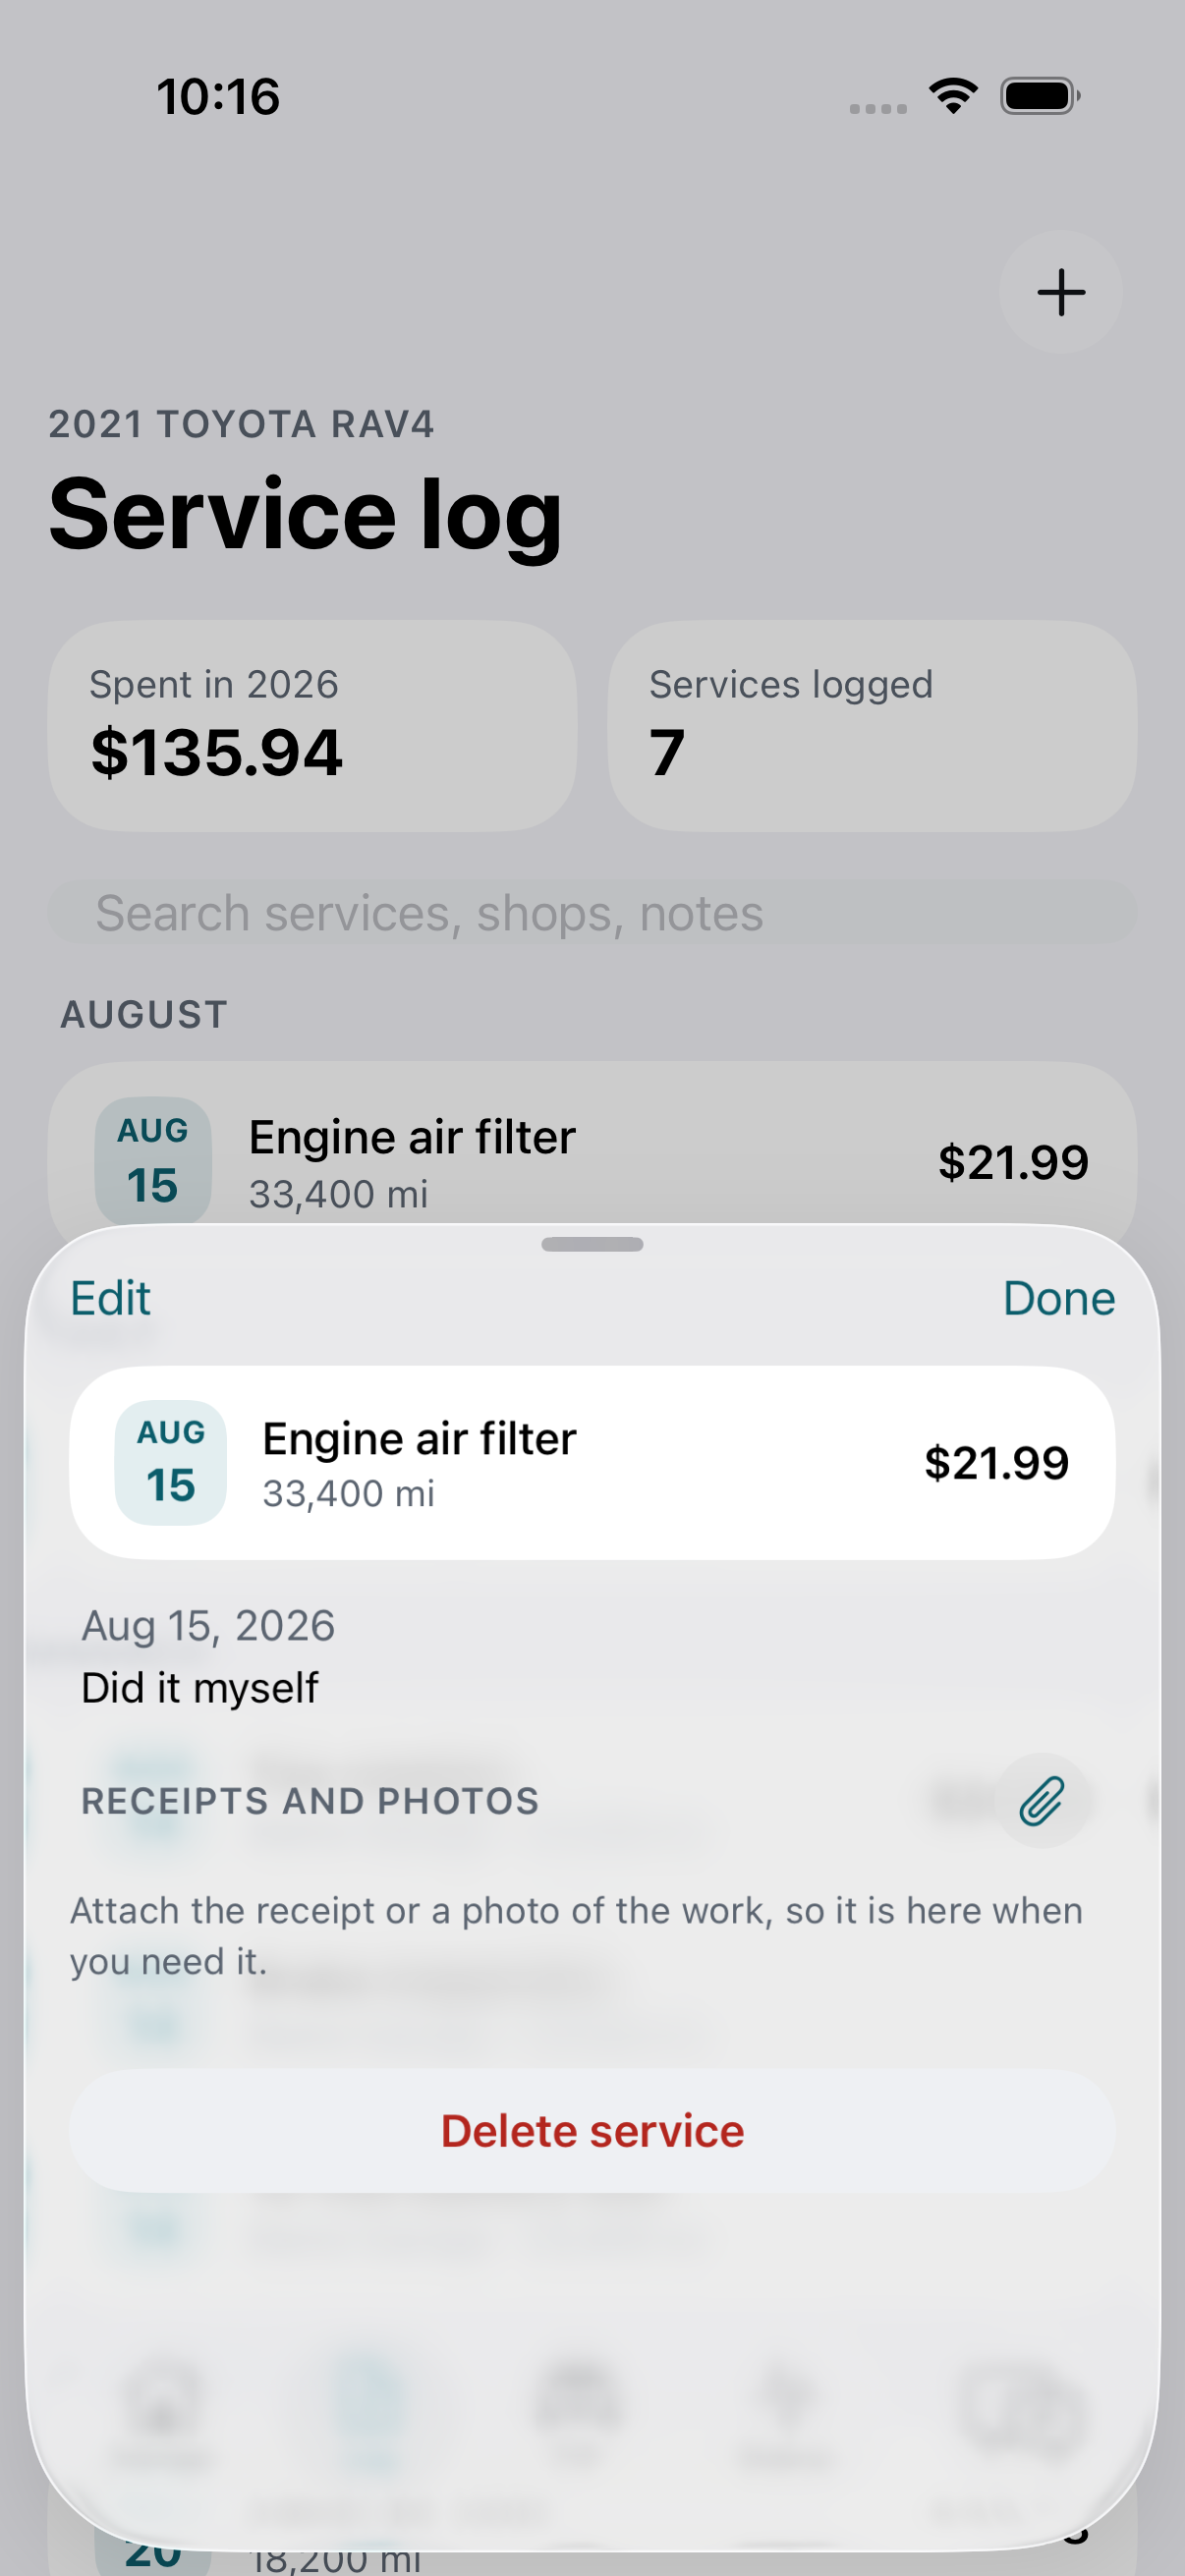 10:16
2021 TOYOTA RAV4
Service log
Spent in 2026
$135.94
Services logged
7
Search services, shops, notes
AUGUST
AUG
15
Engine air filter
33,400 mi
$21.99
Edit
Done
AUG
15
Engine air filter
33,400 mi
$21.99
Aug 15, 2026
Did it myself
RECEIPTS AND PHOTOS
Attach the receipt or a photo of the work, so it is here when
you need it.
Delete service
20
18,200 mi